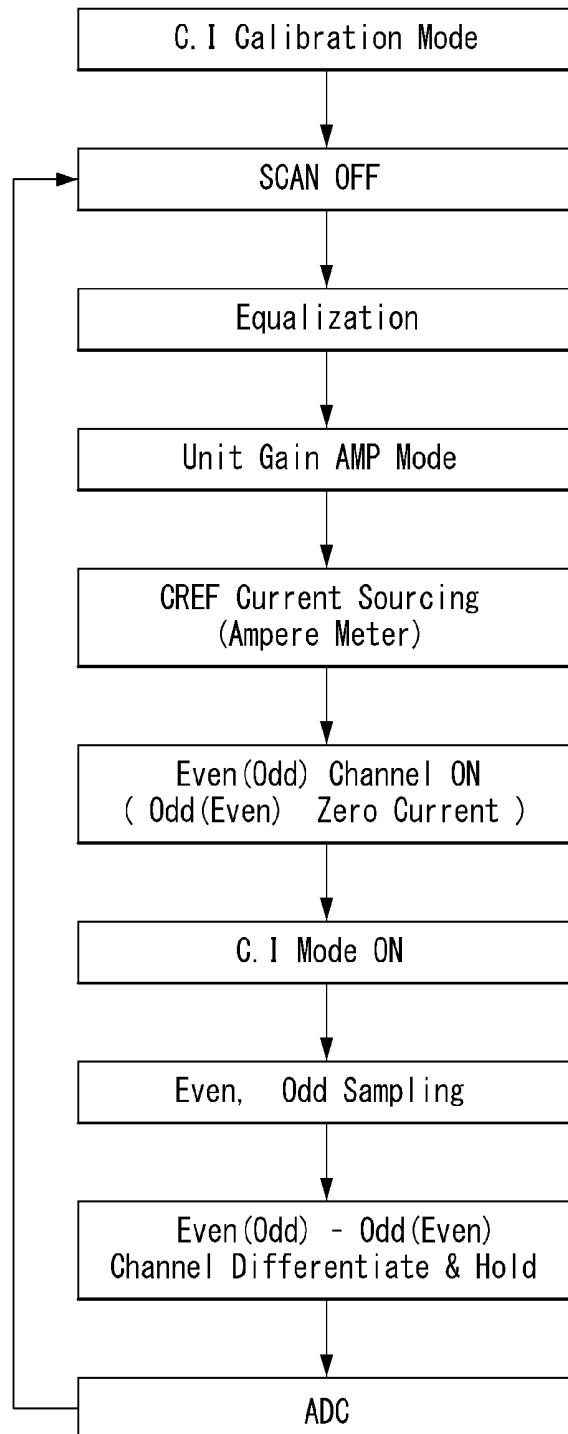 C.I Calibration Mode
SCAN OFF
Equalization
Unit Gain AMP Mode
CREF Current Sourcing
(Ampere Meter)
Even(Odd) Channel ON
( Odd(Even) Zero Current )
C.I Mode ON
Even, Odd Sampling
Even(Odd) - Odd(Even)
Channel Differentiate & Hold
ADC